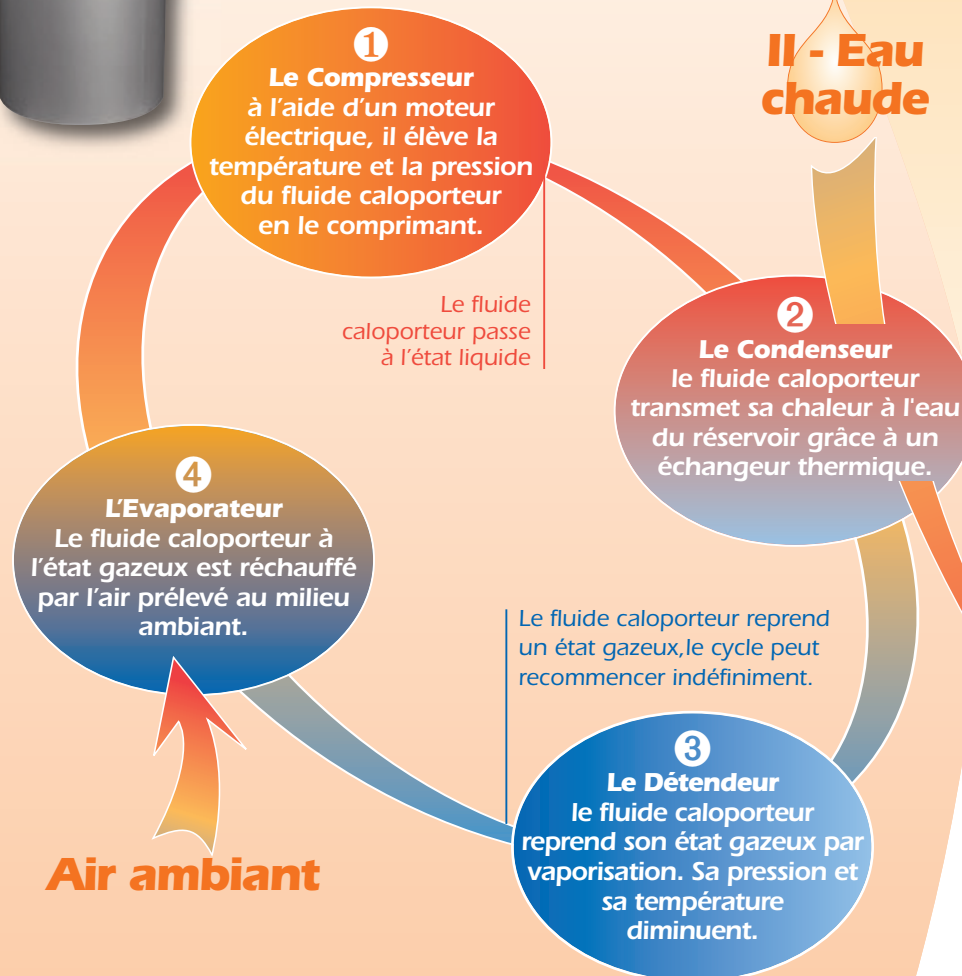 ❶
Le Compresseur
à l'aide d'un moteur
électrique, il élève la
température et la pression
du fluide caloporteur
en le comprimant.
II - Eau
chaude
Le fluide
caloporteur passe
à l'état liquide
❷
Le Condenseur
le fluide caloporteur
transmet sa chaleur à l'eau
du réservoir grâce à un
échangeur thermique.
❹
L'Evaporateur
Le fluide caloporteur à
l'état gazeux est réchauffé
par l'air prélevé au milieu
ambiant.
Le fluide caloporteur reprend
un état gazeux,le cycle peut
recommencer indéfiniment.
❸
Le Détendeur
le fluide caloporteur
reprend son état gazeux par
vaporisation. Sa pression et
sa température
diminuent.
Air ambiant